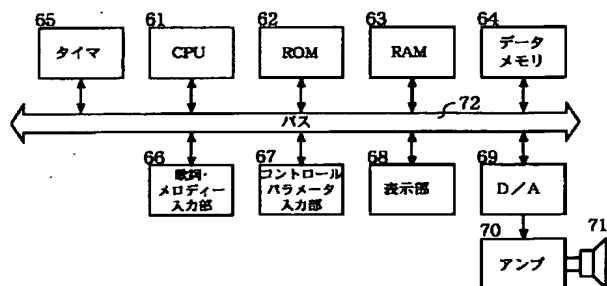 65
タイマ
61
CPU
62
ROM
63
RAM
64
データ
メモリ
72
バス
66
歌詞・
メロディー
入力部
67
コントロール
パラメータ
入力部
68
表示部
69
D/A
70
アンプ
71